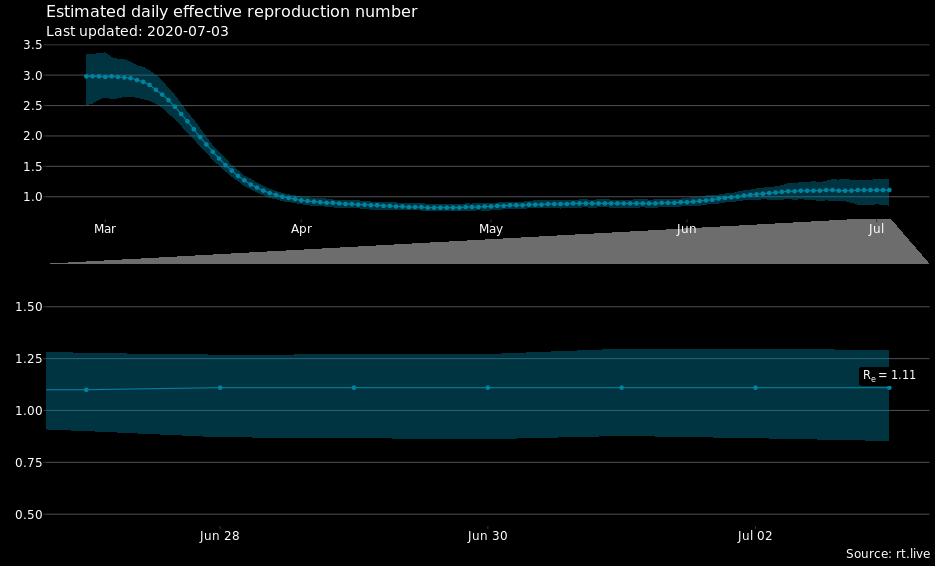 Estimated daily effective reproduction number
Last updated: 2020-07-03
3.5
3.0
2.5
2.0
1.5
1.0
Mar Apr May Jun Jul
1.50
1.25
Re = 1.11
1.00
0.75
0.50
Jun 28 Jun 30 Jul 02
Source: rt.live